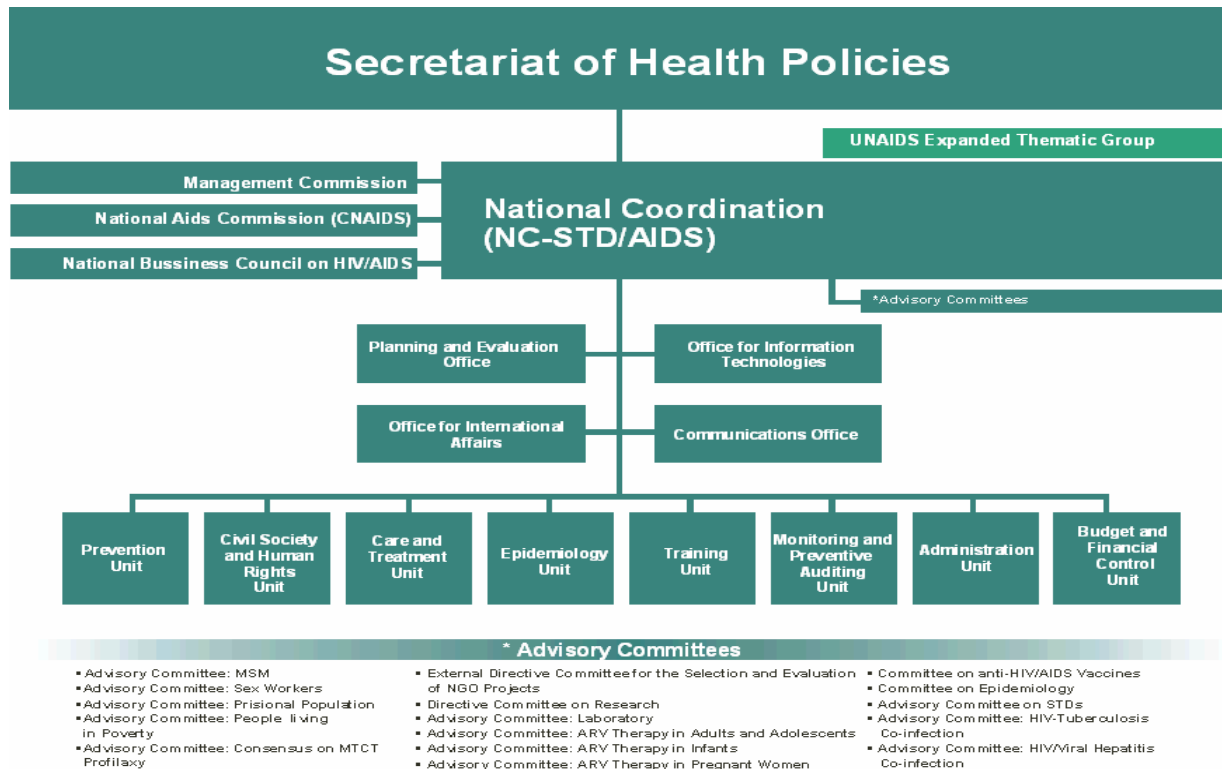 Secretariat of Health Policies
UNAIDS Expanded Thematic Group
Management Commission
National Aids Commission (CNAIDS)
National Bussiness Council on HIV/AIDS
National Coordination
(NC-STD/AIDS)
*Advisory Committees
Planning and Evaluation
Office
Office for Information
Technologies
Office for International
Affairs
Communications Office
Prevention
Unit
Civil Society
and Human
Rights
Unit
Care and
Treatment
Unit
Epidemiology
Unit
Training
Unit
Monitoring and
Preventive
Auditing
Unit
Administration
Unit
Budget and
Financial
Control
Unit
* Advisory Committees
▪ Advisory Committee: MSM
▪ Advisory Committee: Sex Workers
▪ Advisory Committee: Prisional Population
▪ Advisory Committee: People living
in Poverty
▪ Advisory Committee: Consensus on MTCT
Profilaxy
▪ External Directive Committee for the Selection and Evaluation
of NGO Projects
▪ Directive Committee on Research
▪ Advisory Committee: Laboratory
▪ Advisory Committee: ARV Therapy in Adults and Adolescents
▪ Advisory Committee: ARV Therapy in Infants
▪ Advisory Committee: ARV Therapy in Pregnant Women
▪ Committee on anti-HIV/AIDS Vaccines
▪ Committee on Epidemiology
▪ Advisory Committee on STDs
▪ Advisory Committee: HIV-Tuberculosis
Co-infection
▪ Advisory Committee: HIV/Viral Hepatitis
Co-infection